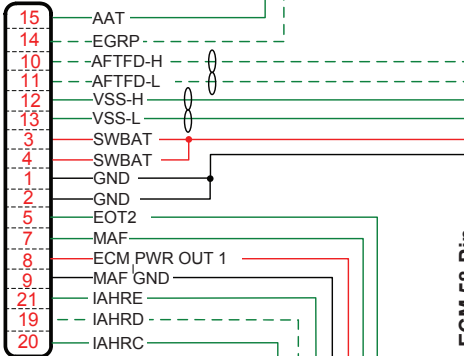 15 AAT
14 EGRP
10 AFTFD-H
11 AFTFD-L
12 VSS-H
13 VSS-L
3 SWBAT
4 SWBAT
1 GND
2 GND
5 EOT2
7 MAF
8 ECM PWR OUT 1
9 MAF GND
21 IAHRE
19 IAHRD
20 IAHRC